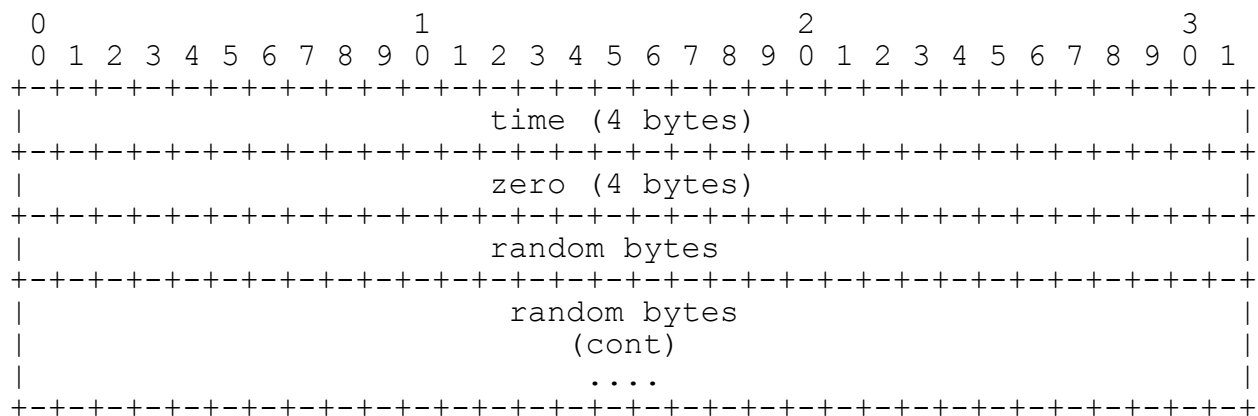 0                   1                   2                   3
 0 1 2 3 4 5 6 7 8 9 0 1 2 3 4 5 6 7 8 9 0 1 2 3 4 5 6 7 8 9 0 1
+-+-+-+-+-+-+-+-+-+-+-+-+-+-+-+-+-+-+-+-+-+-+-+-+-+-+-+-+-+-+-+-+
|                        time (4 bytes)                         |
+-+-+-+-+-+-+-+-+-+-+-+-+-+-+-+-+-+-+-+-+-+-+-+-+-+-+-+-+-+-+-+-+
|                        zero (4 bytes)                         |
+-+-+-+-+-+-+-+-+-+-+-+-+-+-+-+-+-+-+-+-+-+-+-+-+-+-+-+-+-+-+-+-+
|                        random bytes                           |
+-+-+-+-+-+-+-+-+-+-+-+-+-+-+-+-+-+-+-+-+-+-+-+-+-+-+-+-+-+-+-+-+
|                         random bytes                          |
|                            (cont)                             |
|                             ....                              |
+-+-+-+-+-+-+-+-+-+-+-+-+-+-+-+-+-+-+-+-+-+-+-+-+-+-+-+-+-+-+-+-+